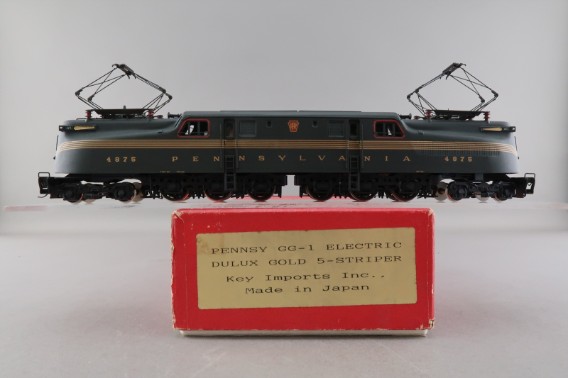 4876 PENNSYLVANIA 4876
PENNSY GG-1 ELECTRIC
DULUX GOLD 5-STRIPER
Key Imports Inc..
Made in Japan